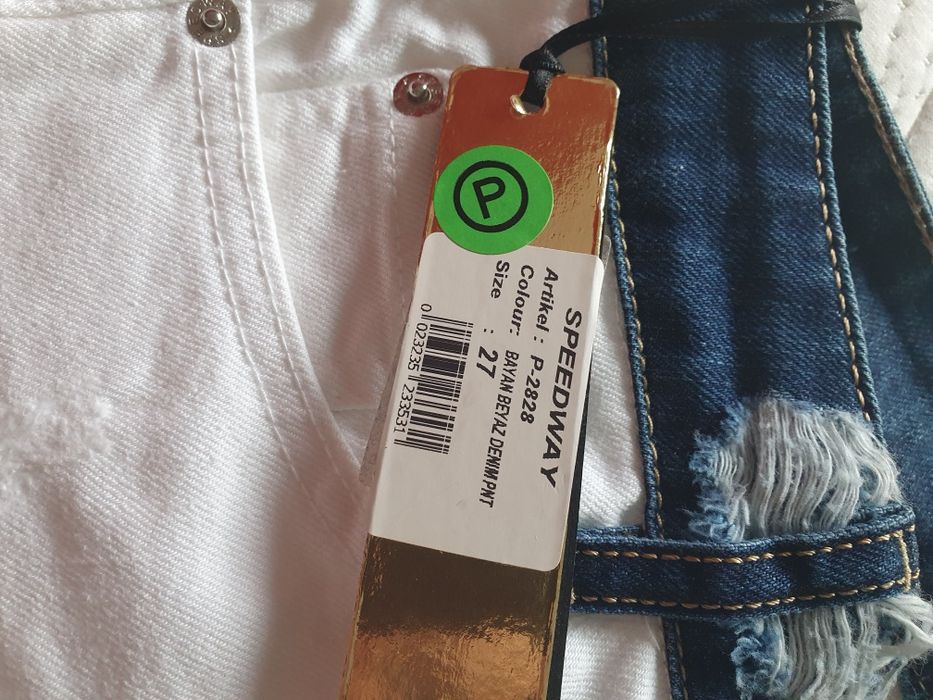 P
SPEEDWAY
Artikel : P-2828
Colour: BAYAN BEYAZ DENIM PNT
Size : 27
0 023235 233531